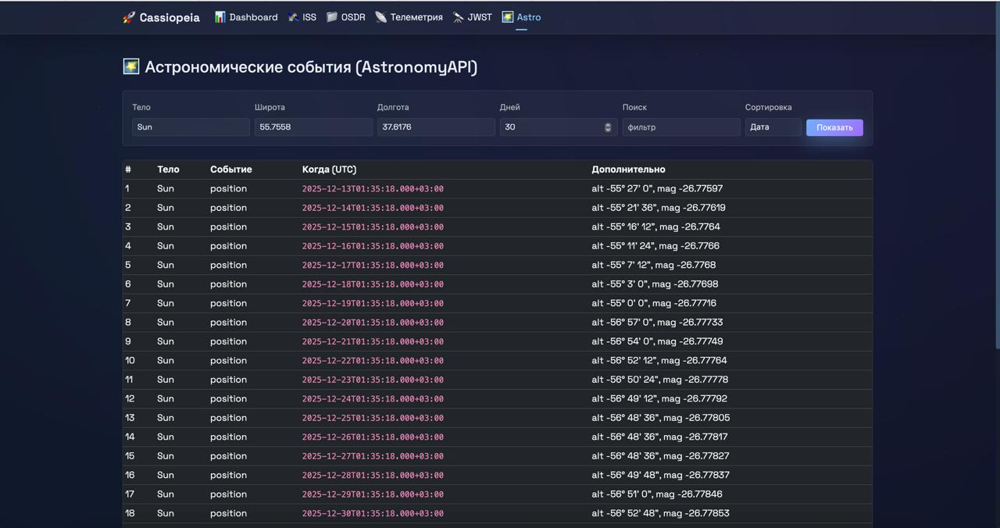 Cassiopeia Dashboard ISS OSDR Телеметрия JWST Astro
Астрономические события (AstronomyAPI)
Тело Широта Долгота Дней Поиск Сортировка
Sun 55.7558 37.6176 30 фильтр Дата Показать
# Тело Событие Когда (UTC) Дополнительно
1 Sun position 2025-12-13T01:35:18.000+03:00 alt -55° 27' 0", mag -26.77597
2 Sun position 2025-12-14T01:35:18.000+03:00 alt -55° 21' 36", mag -26.77619
3 Sun position 2025-12-15T01:35:18.000+03:00 alt -55° 16' 12", mag -26.7764
4 Sun position 2025-12-16T01:35:18.000+03:00 alt -55° 11' 24", mag -26.7766
5 Sun position 2025-12-17T01:35:18.000+03:00 alt -55° 7' 12", mag -26.7768
6 Sun position 2025-12-18T01:35:18.000+03:00 alt -55° 3' 0", mag -26.77698
7 Sun position 2025-12-19T01:35:18.000+03:00 alt -55° 0' 0", mag -26.77716
8 Sun position 2025-12-20T01:35:18.000+03:00 alt -56° 57' 0", mag -26.77733
9 Sun position 2025-12-21T01:35:18.000+03:00 alt -56° 54' 0", mag -26.77749
10 Sun position 2025-12-22T01:35:18.000+03:00 alt -56° 52' 12", mag -26.77764
11 Sun position 2025-12-23T01:35:18.000+03:00 alt -56° 50' 24", mag -26.77778
12 Sun position 2025-12-24T01:35:18.000+03:00 alt -56° 49' 12", mag -26.77792
13 Sun position 2025-12-25T01:35:18.000+03:00 alt -56° 48' 36", mag -26.77805
14 Sun position 2025-12-26T01:35:18.000+03:00 alt -56° 48' 36", mag -26.77817
15 Sun position 2025-12-27T01:35:18.000+03:00 alt -56° 48' 36", mag -26.77827
16 Sun position 2025-12-28T01:35:18.000+03:00 alt -56° 49' 48", mag -26.77837
17 Sun position 2025-12-29T01:35:18.000+03:00 alt -56° 51' 0", mag -26.77846
18 Sun position 2025-12-30T01:35:18.000+03:00 alt -56° 52' 48", mag -26.77853